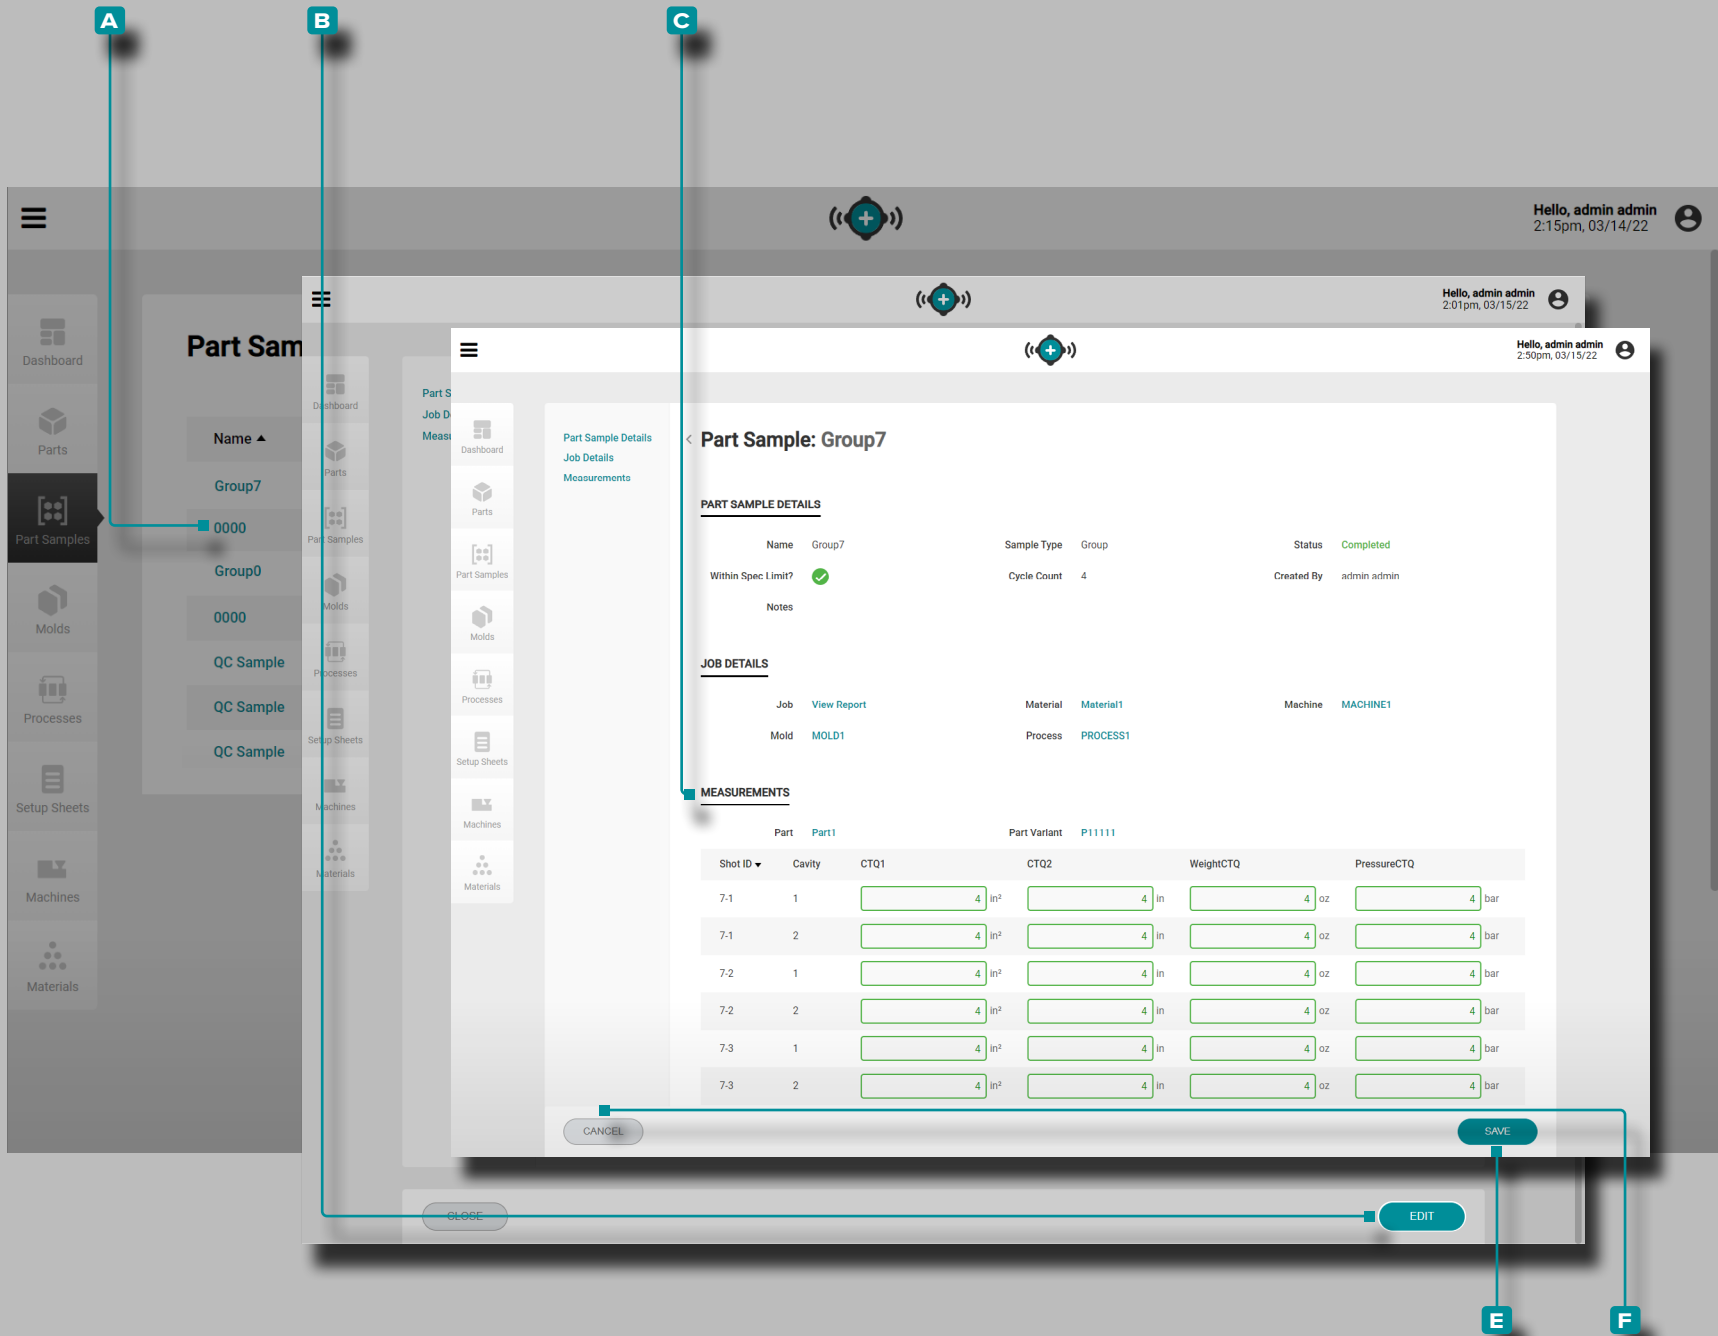 A
B
C
Hello, admin admin
2:15pm, 03/14/22
Dashboard
Parts
Part Samples
Molds
Processes
Setup Sheets
Machines
Materials
Part Sam
Name
Group7
0000
Group0
0000
QC Sample
QC Sample
QC Sample
Hello, admin admin
2:01pm, 03/15/22
Dashboard
Parts
Part Samples
Molds
Processes
Setup Sheets
Machines
Materials
Part S
Job D
Measu
Hello, admin admin
2:50pm, 03/15/22
Dashboard
Parts
Part Samples
Molds
Processes
Setup Sheets
Machines
Materials
Part Sample Details
Job Details
Measurements
< Part Sample: Group7
PART SAMPLE DETAILS
Name Group7 Sample Type Group Status Completed
Within Spec Limit? Cycle Count 4 Created By admin admin
Notes
JOB DETAILS
Job View Report Material Material1 Machine MACHINE1
Mold MOLD1 Process PROCESS1
MEASUREMENTS
Part Part1 Part Variant P11111
Shot ID Cavity CTQ1 CTQ2 WeightCTQ PressureCTQ
7-1 1 4 in² 4 in 4 oz 4 bar
7-1 2 4 in² 4 in 4 oz 4 bar
7-2 1 4 in² 4 in 4 oz 4 bar
7-2 2 4 in² 4 in 4 oz 4 bar
7-3 1 4 in² 4 in 4 oz 4 bar
7-3 2 4 in² 4 in 4 oz 4 bar
CANCEL SAVE
CLOSE EDIT
E
F